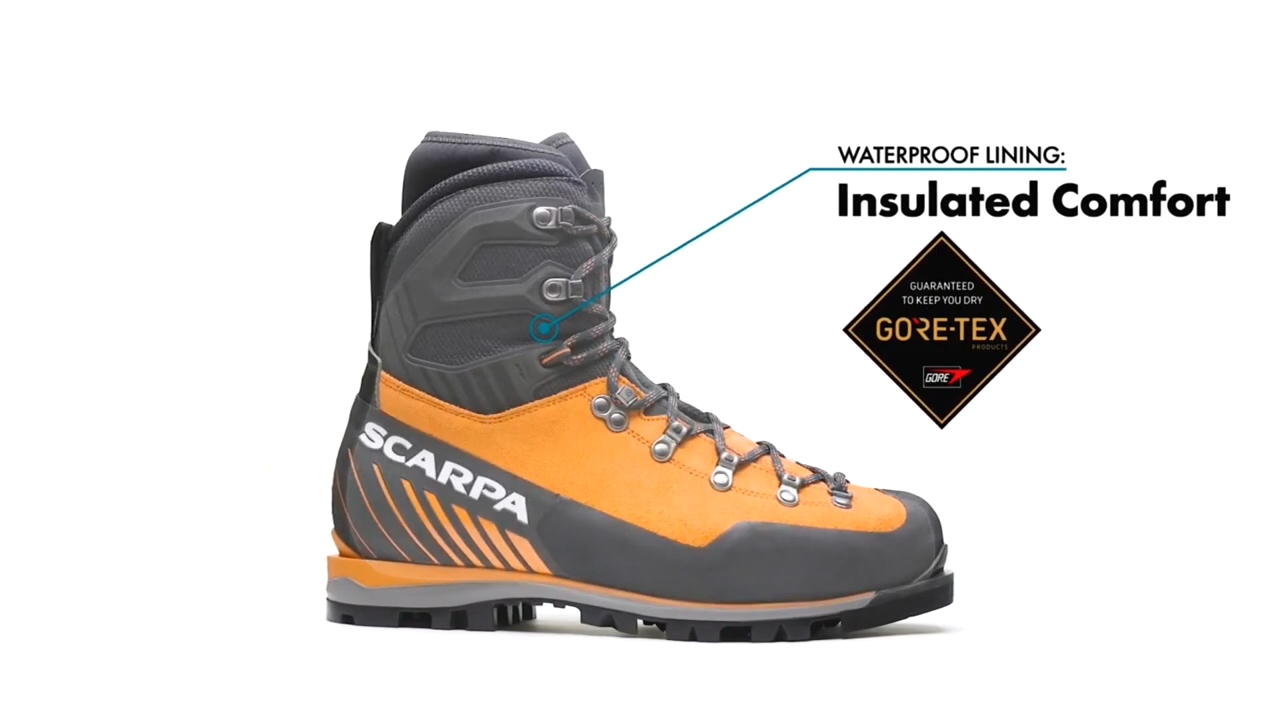 WATERPROOF LINING:
Insulated Comfort
GUARANTEED
TO KEEP YOU DRY
GORE-TEX
PRODUCTS
GORE
SCARPA